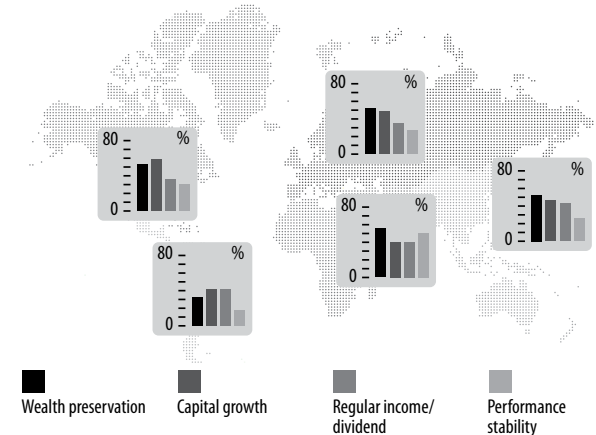 80 %
0
80 %
0
80 %
0
80 %
0
80 %
0
Wealth preservation
Capital growth
Regular income/
dividend
Performance
stability